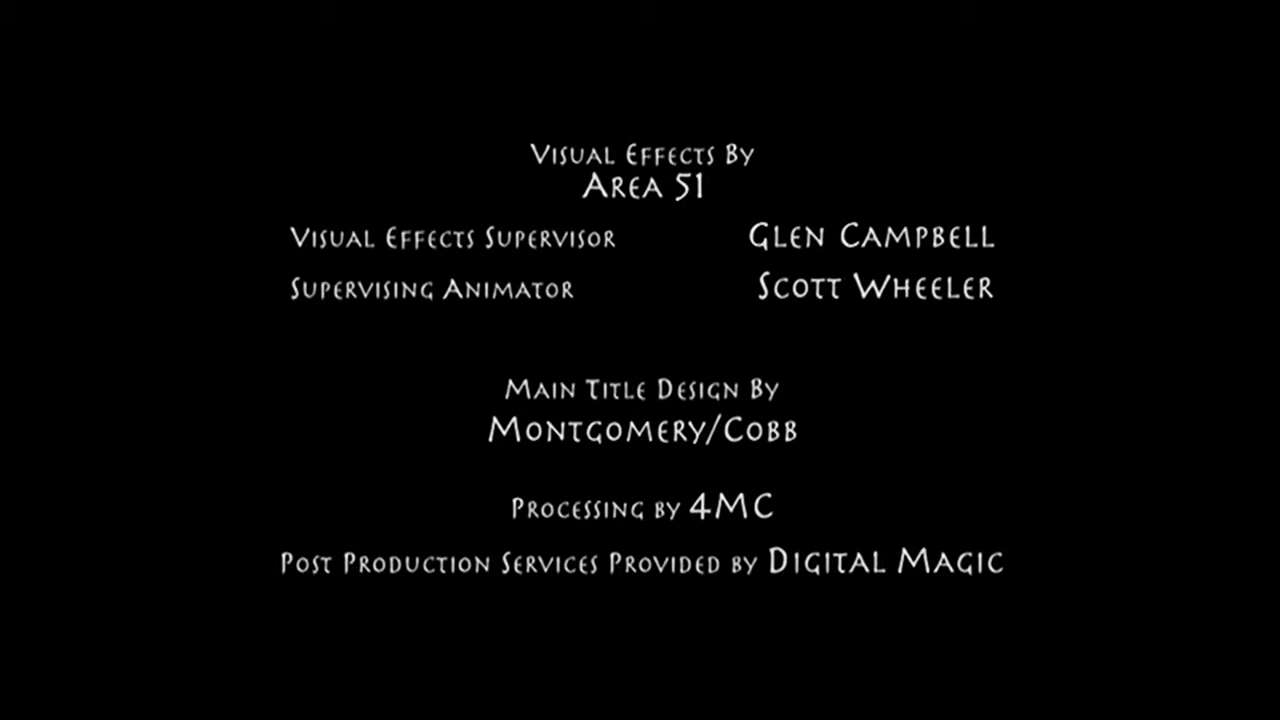 Visual Effects By
Area 51
Visual Effects Supervisor Glen Campbell
Supervising Animator Scott Wheeler
Main Title Design By
Montgomery/Cobb
Processing by 4MC
Post Production Services Provided by Digital Magic